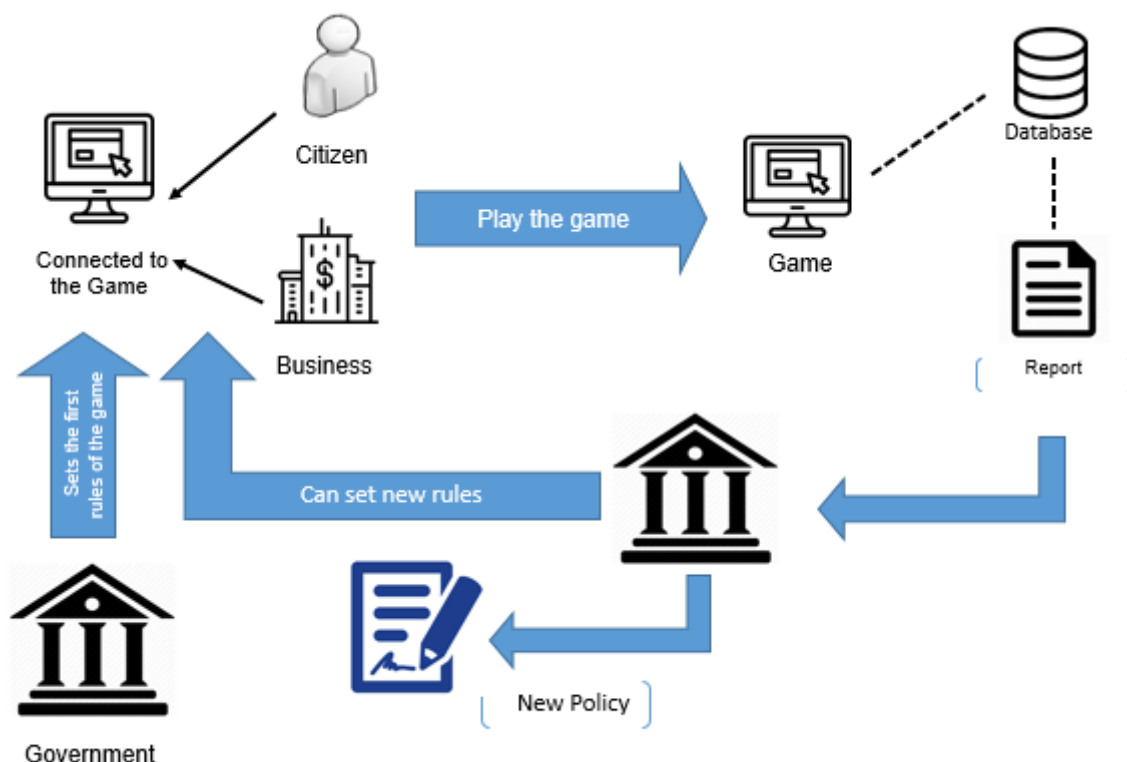 Citizen
Database
Play the game
Connected to
the Game
Game
Business
Report
Sets the first
rules of the game
Can set new rules
$
New Policy
Government